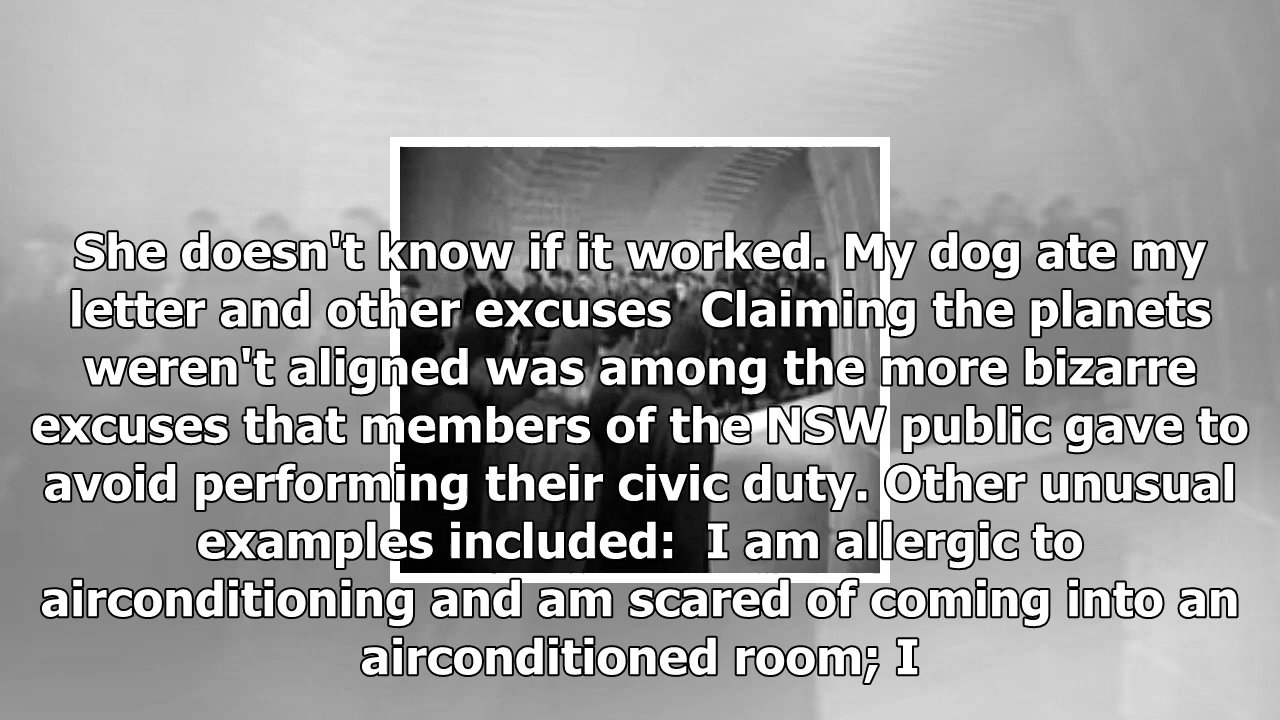 She doesn't know if it worked. My dog ate my
letter and other excuses  Claiming the planets
weren't aligned was among the more bizarre
excuses that members of the NSW public gave to
avoid performing their civic duty. Other unusual
examples included:  I am allergic to
airconditioning and am scared of coming into an
airconditioned room; I